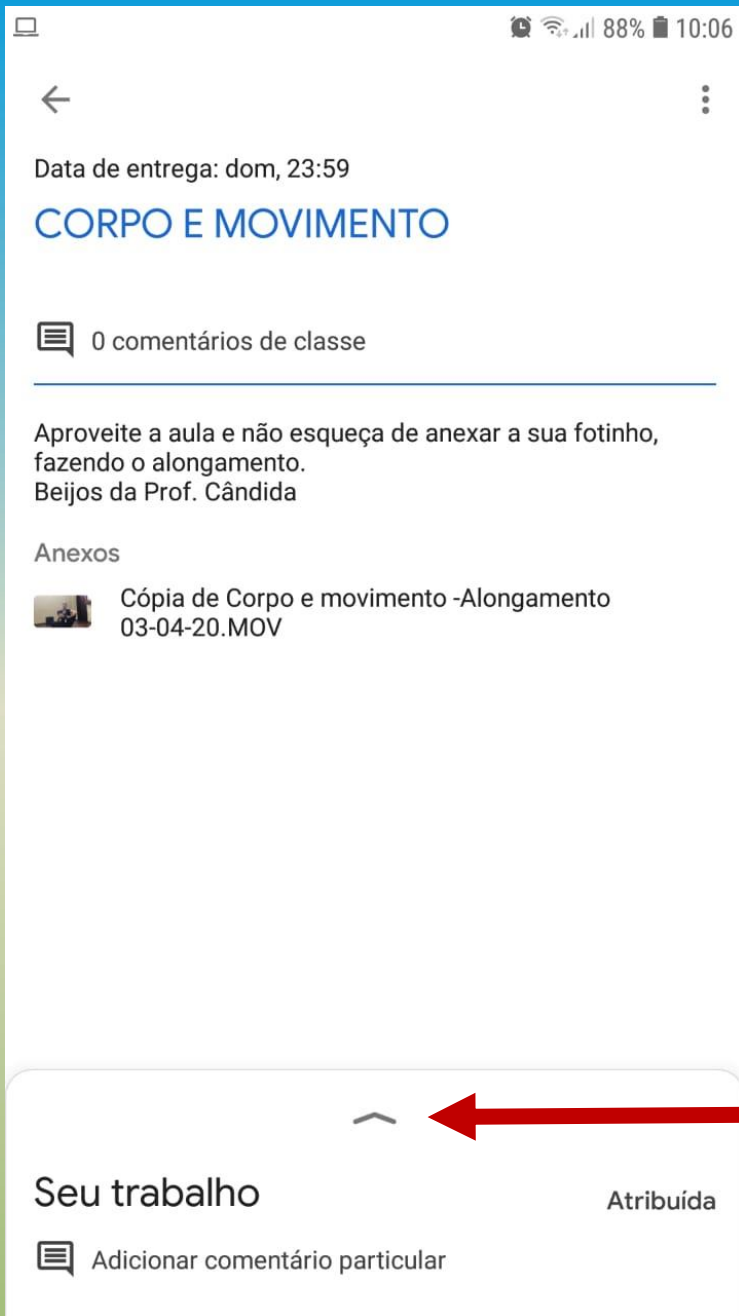 88% 10:06
Data de entrega: dom, 23:59
CORPO E MOVIMENTO
0 comentários de classe
Aproveite a aula e não esqueça de anexar a sua fotinho,
fazendo o alongamento.
Beijos da Prof. Cândida
Anexos
Cópia de Corpo e movimento -Alongamento
03-04-20.MOV
Seu trabalho Atribuída
Adicionar comentário particular